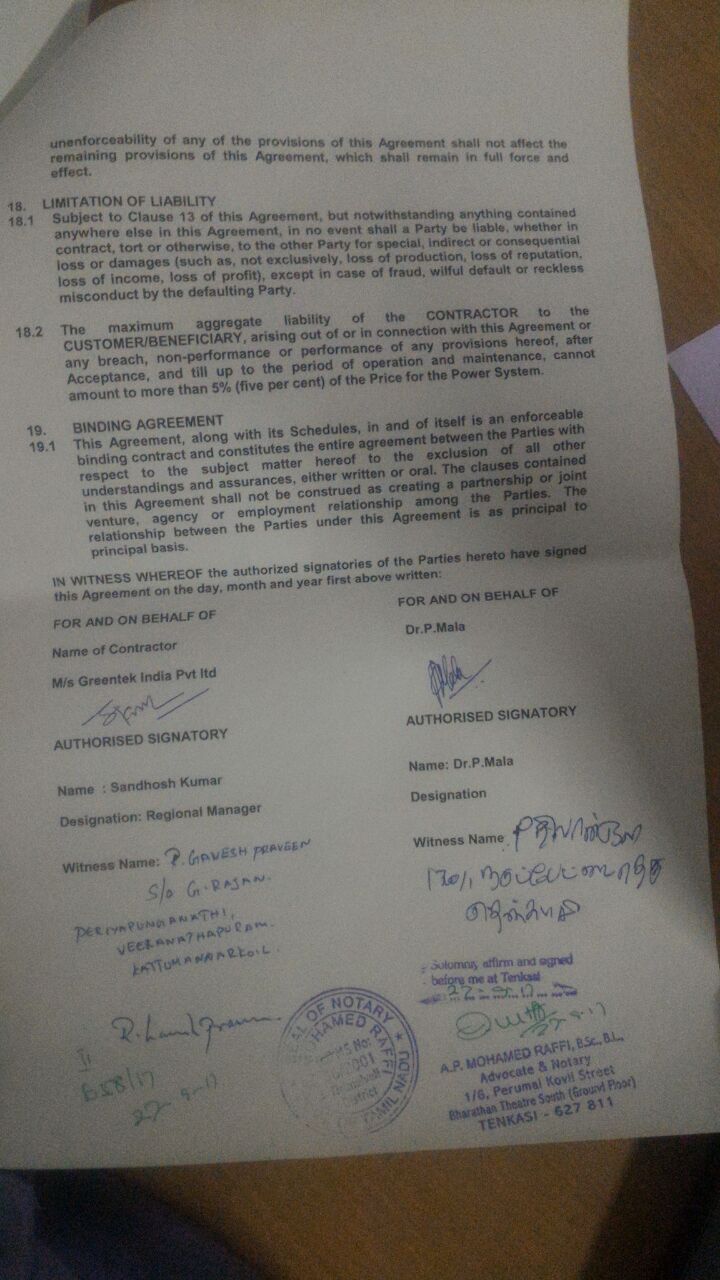 unenforceability of any of the provisions of this Agreement shall not affect the
remaining provisions of this Agreement, which shall remain in full force and
effect.
18. LIMITATION OF LIABILITY
18.1 Subject to Clause 13 of this Agreement, but notwithstanding anything contained
anywhere else in this Agreement, in no event shall a Party be liable, whether in
contract, tort or otherwise, to the other Party for special, indirect or consequential
loss or damages (such as, not exclusively, loss of production, loss of reputation,
loss of income, loss of profit), except in case of fraud, wilful default or reckless
misconduct by the defaulting Party.
18.2 The maximum aggregate liability of the CONTRACTOR to the
CUSTOMER/BENEFICIARY, arising out of or in connection with this Agreement or
any breach, non-performance or performance of any provisions hereof, after
Acceptance, and till up to the period of operation and maintenance, cannot
amount to more than 5% (five per cent) of the Price for the Power System.
19. BINDING AGREEMENT
19.1 This Agreement, along with its Schedules, in and of itself is an enforceable
binding contract and constitutes the entire agreement between the Parties with
respect to the subject matter hereof to the exclusion of all other
understandings and assurances, either written or oral. The clauses contained
in this Agreement shall not be construed as creating a partnership or joint
venture, agency or employment relationship among the Parties. The
relationship between the Parties under this Agreement is as principal to
principal basis.
IN WITNESS WHEREOF the authorized signatories of the Parties hereto have signed
this Agreement on the day, month and year first above written:
FOR AND ON BEHALF OF
Name of Contractor
M/s Greentek India Pvt ltd
AUTHORISED SIGNATORY
Name : Sandhosh Kumar
Designation: Regional Manager
Witness Name: P. GANESH PRAVEEN
S/o G. RAJAN.
VEERANATHAPURAM.
KATTUMANNARKOIL.
B58/17
27-9-17
FOR AND ON BEHALF OF
Dr.P.Mala
AUTHORISED SIGNATORY
Name: Dr.P.Mala
Designation
Witness Name
தென்காசி
Solomnly affirm and signed
before me at Tenkasi
27-9-17
27-9-17
A.P. MOHAMED RAFFI, B.Sc., B.L.,
Advocate & Notary
1/6, Perumal Kovil Street
Bharathan Theatre South (Ground Floor)
TENKASI - 627 811
OF NOTARY
MOHAMED RAFFI
TAMIL NADU